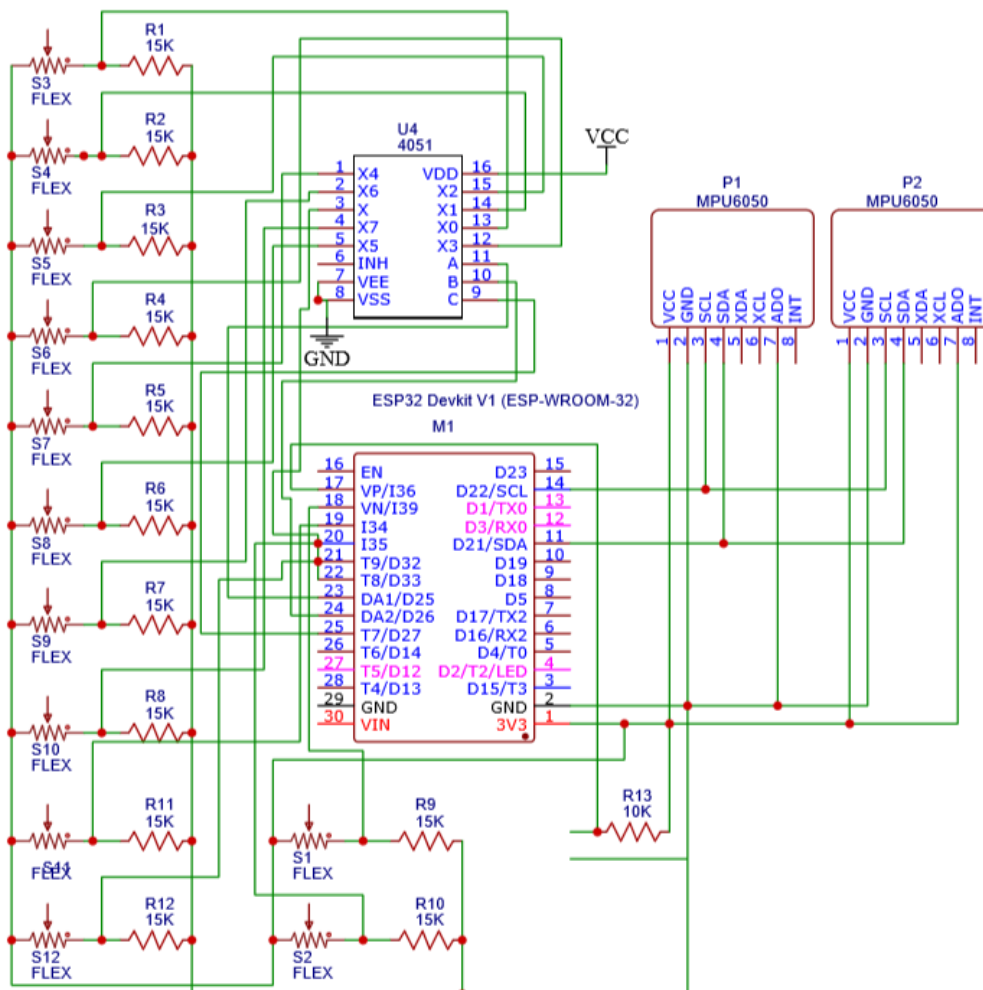 R1
15K
S3
FLEX
R2
15K
S4
FLEX
R3
15K
S5
FLEX
R4
15K
S6
FLEX
R5
15K
S7
FLEX
R6
15K
S8
FLEX
R7
15K
S9
FLEX
R8
15K
S10
FLEX
R11
15K
S11
FLEX
R12
15K
S12
FLEX
U4
4051
1 X4 VDD 16
2 X6 X2 15
3 X X1 14
4 X7 X0 13
5 X5 X3 12
6 INH A 11
7 VEE B 10
8 VSS C 9
VCC
GND
P1
MPU6050
VCC
GND
SCL
SDA
XDA
XCL
ADO
INT
1 2 3 4 5 6 7 8
P2
MPU6050
VCC
GND
SCL
SDA
XDA
XCL
ADO
INT
1 2 3 4 5 6 7 8
ESP32 Devkit V1 (ESP-WROOM-32)
M1
16 EN D23 15
17 VP/I36 D22/SCL 14
18 VN/I39 D1/TX0 13
19 I34 D3/RX0 12
20 I35 D21/SDA 11
21 T9/D32 D19 10
22 T8/D33 D18 9
23 DA1/D25 D5 8
24 DA2/D26 D17/TX2 7
25 T7/D27 D16/RX2 6
26 T6/D14 D4/T0 5
27 T5/D12 D2/T2/LED 4
28 T4/D13 D15/T3 3
29 GND GND 2
30 VIN 3V3 1
R13
10K
R9
15K
S1
FLEX
R10
15K
S2
FLEX